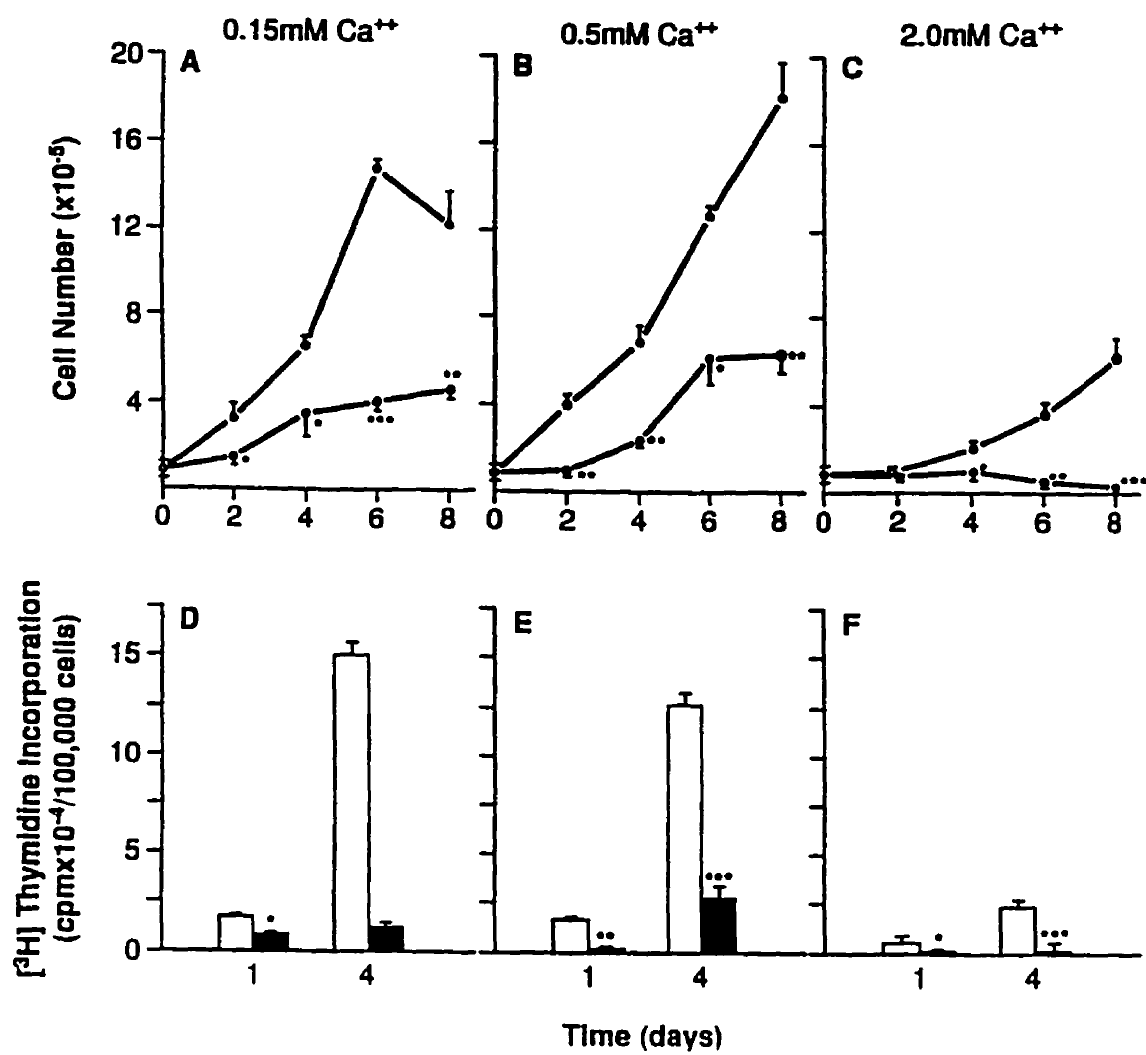 0.15mM Ca⁺⁺ 0.5mM Ca⁺⁺ 2.0mM Ca⁺⁺
A B C
20
16
12
8
4
Cell Number (x10⁻⁵)
0 2 4 6 8 0 2 4 6 8 0 2 4 6 8
D E F
15
10
5
0
[³H] Thymidine Incorporation
(cpmx10⁻⁴/100,000 cells)
* ** *** * ** ** * ** * ** ***
* ** *** * ***
1 4 1 4 1 4
Time (days)